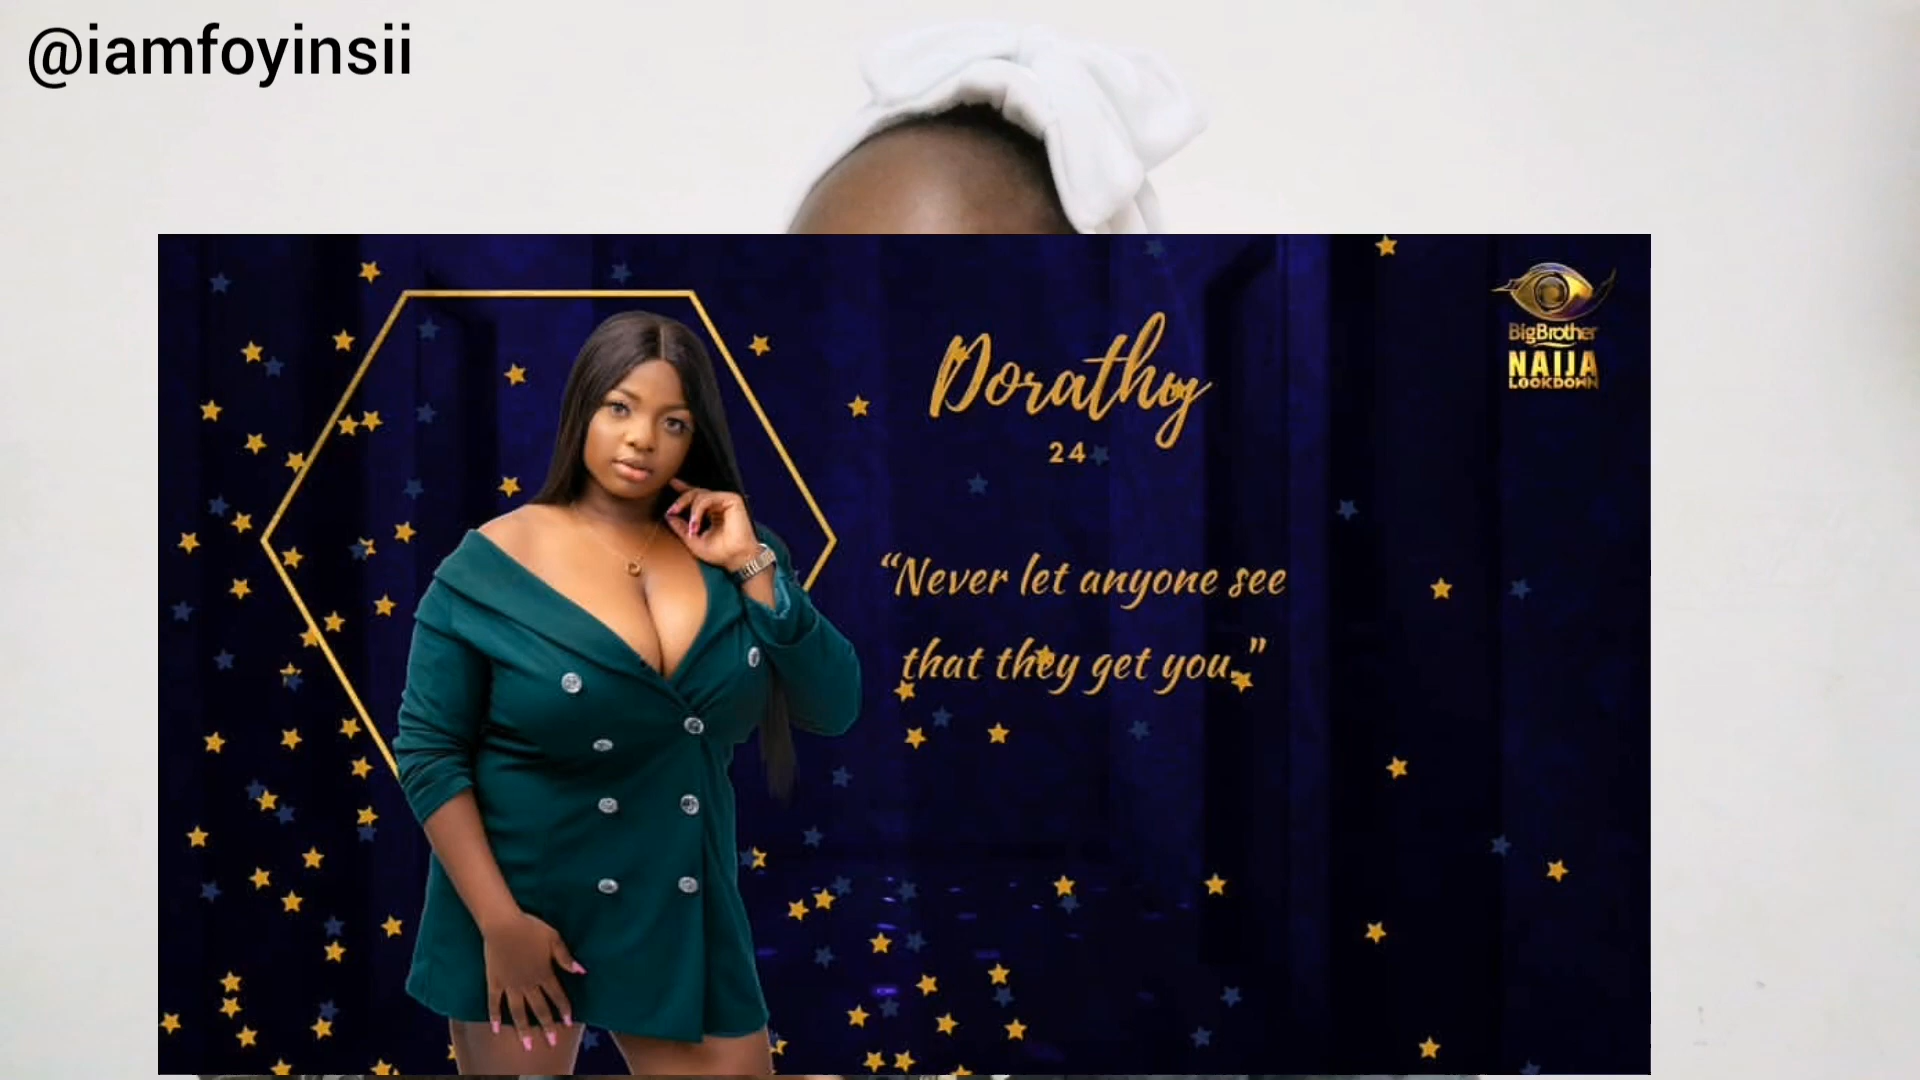 @iamfoyinsii
Dorathy
24
BigBrother
NAIJA
LOCKDOWN
“Never let anyone see
that they get you.”